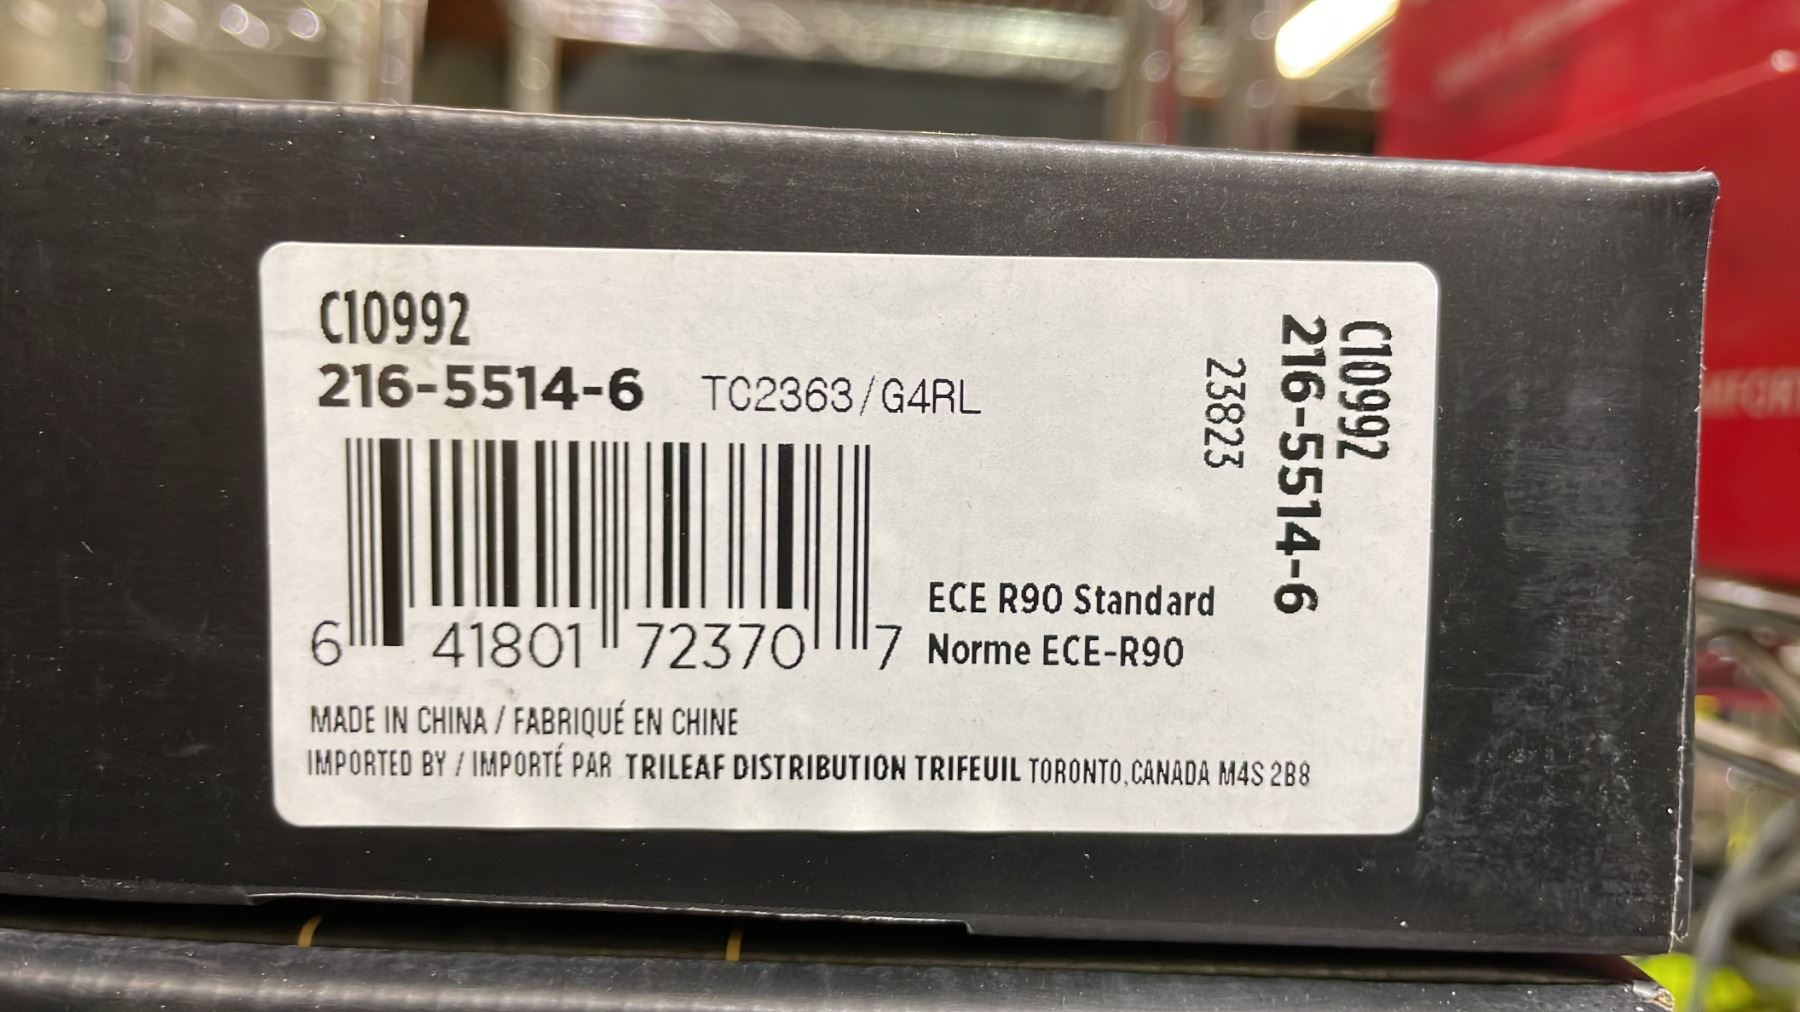 C10992
216-5514-6 TC2363/G4RL
6 41801 72370 7
ECE R90 Standard
Norme ECE-R90
MADE IN CHINA / FABRIQUÉ EN CHINE
IMPORTED BY / IMPORTÉ PAR TRILEAF DISTRIBUTION TRIFEUIL TORONTO, CANADA M4S 2B8
C10992
216-5514-6
23823